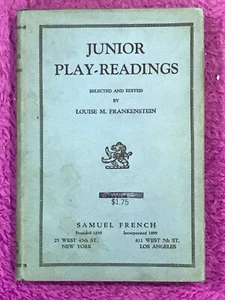 JUNIOR
PLAY-READINGS
SELECTED AND EDITED
BY
LOUISE M. FRANKENSTEIN
$1.75
SAMUEL FRENCH
Founded 1830 Incorporated 1899
25 WEST 45th ST. 811 WEST 7th ST.
NEW YORK LOS ANGELES